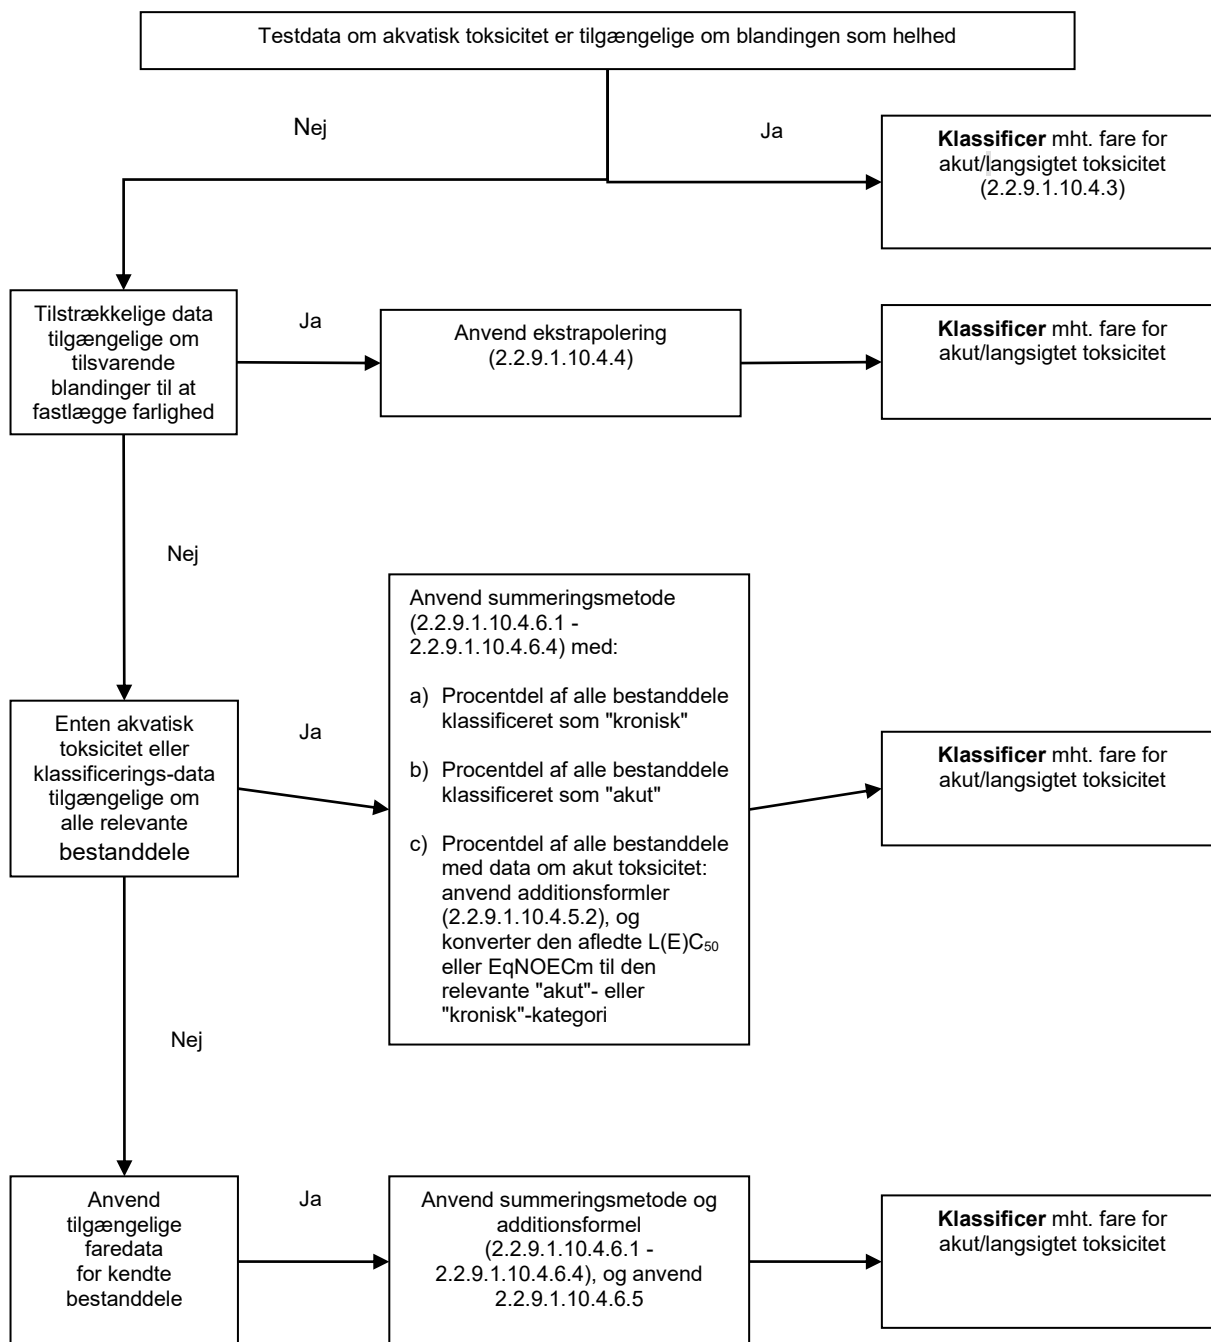 Testdata om akvatisk toksicitet er tilgængelige om blandingen som helhed
Nej
Ja
Klassificer mht. fare for
akut/langsigtet toksicitet
(2.2.9.1.10.4.3)
Tilstrækkelige data
tilgængelige om
tilsvarende
blandinger til at
fastlægge farlighed
Ja
Anvend ekstrapolering
(2.2.9.1.10.4.4)
Klassificer mht. fare for
akut/langsigtet toksicitet
Nej
Enten akvatisk
toksicitet eller
klassificerings-data
tilgængelige om
alle relevante
bestanddele
Ja
Anvend summeringsmetode
(2.2.9.1.10.4.6.1 -
2.2.9.1.10.4.6.4) med:
a) Procentdel af alle bestanddele
klassificeret som "kronisk"
b) Procentdel af alle bestanddele
klassificeret som "akut"
c) Procentdel af alle bestanddele
med data om akut toksicitet:
anvend additionsformler
(2.2.9.1.10.4.5.2), og
konverter den afledte L(E)C50
eller EqNOECm til den
relevante "akut"- eller
"kronisk"-kategori
Klassificer mht. fare for
akut/langsigtet toksicitet
Nej
Anvend
tilgængelige
faredata
for kendte
bestanddele
Ja
Anvend summeringsmetode og
additionsformel
(2.2.9.1.10.4.6.1 -
2.2.9.1.10.4.6.4), og anvend
2.2.9.1.10.4.6.5
Klassificer mht. fare for
akut/langsigtet toksicitet